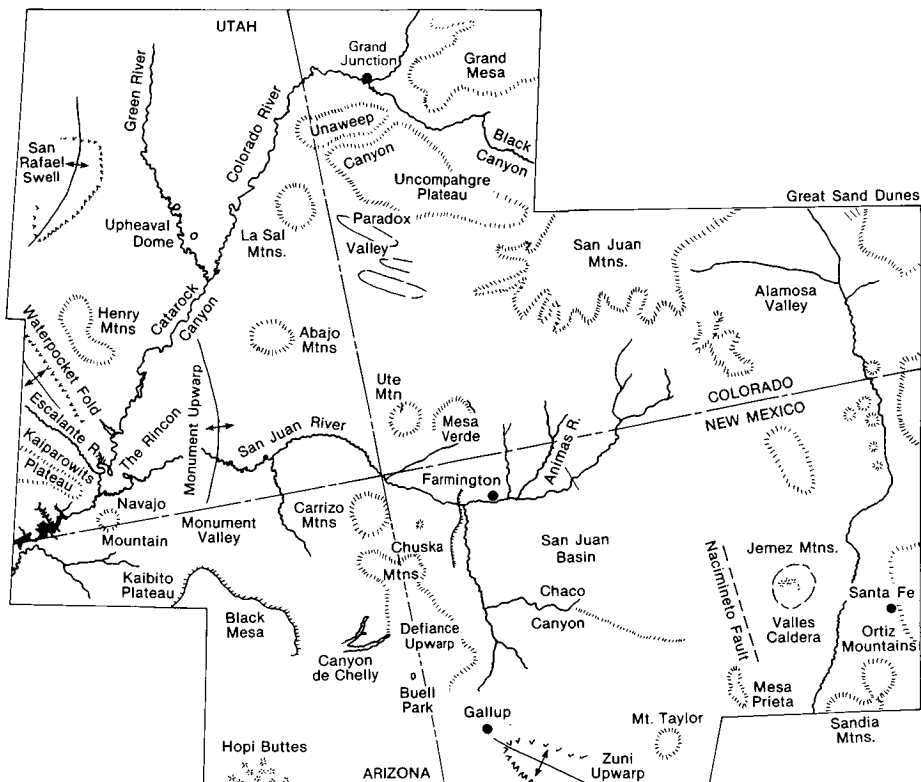 UTAH
Grand
Junction
Grand
Mesa
Green River
Colorado River
Unaweep
Canyon
Black
Canyon
San
Rafael
Swell
Uncompahgre
Plateau
Great Sand Dunes
Upheaval
Dome
La Sal
Mtns.
Paradox
Valley
San Juan
Mtns.
Alamosa
Valley
Catarock
Canyon
Henry
Mtns
Abajo
Mtns
Waterpocket Fold
Escalante R.
Kaiparowits
Plateau
The Rincon
Monument Upwarp
San Juan River
Ute
Mtn
Mesa
Verde
COLORADO
NEW MEXICO
Animas R.
Farmington
Navajo
Mountain
Monument
Valley
Carrizo
Mtns
Chuska
Mtns
San Juan
Basin
Jemez Mtns.
Nacimineto Fault
Santa Fe
Kaibito
Plateau
Black
Mesa
Chaco
Canyon
Valles
Caldera
Ortiz
Mountains
Canyon
de Chelly
Defiance
Upwarp
Buell
Park
Mesa
Prieta
Gallup
Mt. Taylor
Sandia
Mtns.
Hopi Buttes
Zuni
Upwarp
ARIZONA